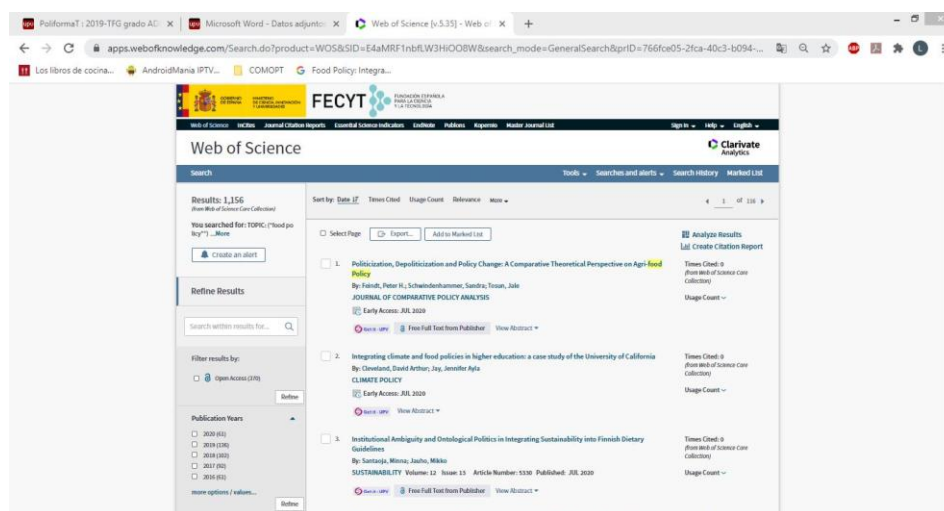 PoliformaT : 2019-TFG grado AD
Microsoft Word - Datos adjunto
Web of Science [v.5.35] - Web of
apps.webofknowledge.com/Search.do?product=WOS&SID=E4aMRF1nbfLW3HiOO8W&search_mode=GeneralSearch&prID=766fce05-2fca-40c3-b094-...
Los libros de cocina...
AndroidMania IPTV...
COMOPT
Food Policy: Integra...
FECYT
FUNDACIÓN ESPAÑOLA
PARA LA CIENCIA
Y LA TECNOLOGÍA
Web of Science InCites Journal Citation Reports Essential Science Indicators EndNote Publons Kopernio Master Journal List
Sign In Help English
Web of Science
Clarivate
Analytics
Search
Tools Searches and alerts Search History Marked List
Results: 1,156
(from Web of Science Core Collection)
You searched for: TOPIC: ("food po
licy"") ...More
Create an alert
Refine Results
Search within results for...
Filter results by:
Open Access (370)
Refine
Publication Years
2020 (61)
2019 (136)
2018 (102)
2017 (92)
2016 (61)
more options / values...
Refine
Sort by: Date Times Cited Usage Count Relevance More
1 of 116
Select Page Export... Add to Marked List
Analyze Results
Create Citation Report
1. Politicization, Depoliticization and Policy Change: A Comparative Theoretical Perspective on Agri-food
Policy
By: Feindt, Peter H.; Schwindenhammer, Sandra; Tosun, Jale
JOURNAL OF COMPARATIVE POLICY ANALYSIS
Early Access: JUL 2020
Free Full Text from Publisher View Abstract
Times Cited: 0
(from Web of Science Core
Collection)
Usage Count
2. Integrating climate and food policies in higher education: a case study of the University of California
By: Cleveland, David Arthur; Jay, Jennifer Ayla
CLIMATE POLICY
Early Access: JUL 2020
View Abstract
Times Cited: 0
(from Web of Science Core
Collection)
Usage Count
3. Institutional Ambiguity and Ontological Politics in Integrating Sustainability into Finnish Dietary
Guidelines
By: Santaoja, Minna; Jauho, Mikko
SUSTAINABILITY Volume: 12 Issue: 13 Article Number: 5330 Published: JUL 2020
Free Full Text from Publisher View Abstract
Times Cited: 0
(from Web of Science Core
Collection)
Usage Count